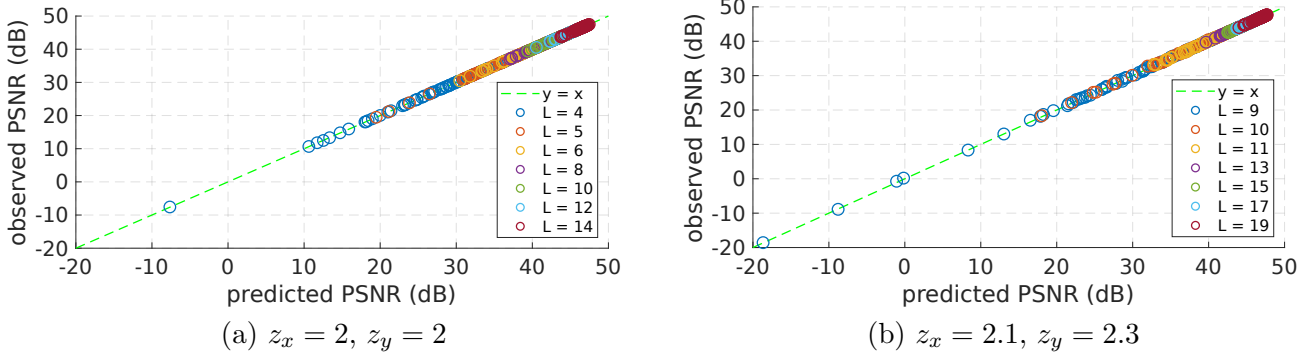 50
40
30
20
10
0
-10
-20
observed PSNR (dB)
-20 -10 0 10 20 30 40 50
predicted PSNR (dB)
y = x
L = 4
L = 5
L = 6
L = 8
L = 10
L = 12
L = 14
(a) z_x = 2, z_y = 2
50
40
30
20
10
0
-10
-20
observed PSNR (dB)
-20 -10 0 10 20 30 40 50
predicted PSNR (dB)
y = x
L = 9
L = 10
L = 11
L = 13
L = 15
L = 17
L = 19
(b) z_x = 2.1, z_y = 2.3